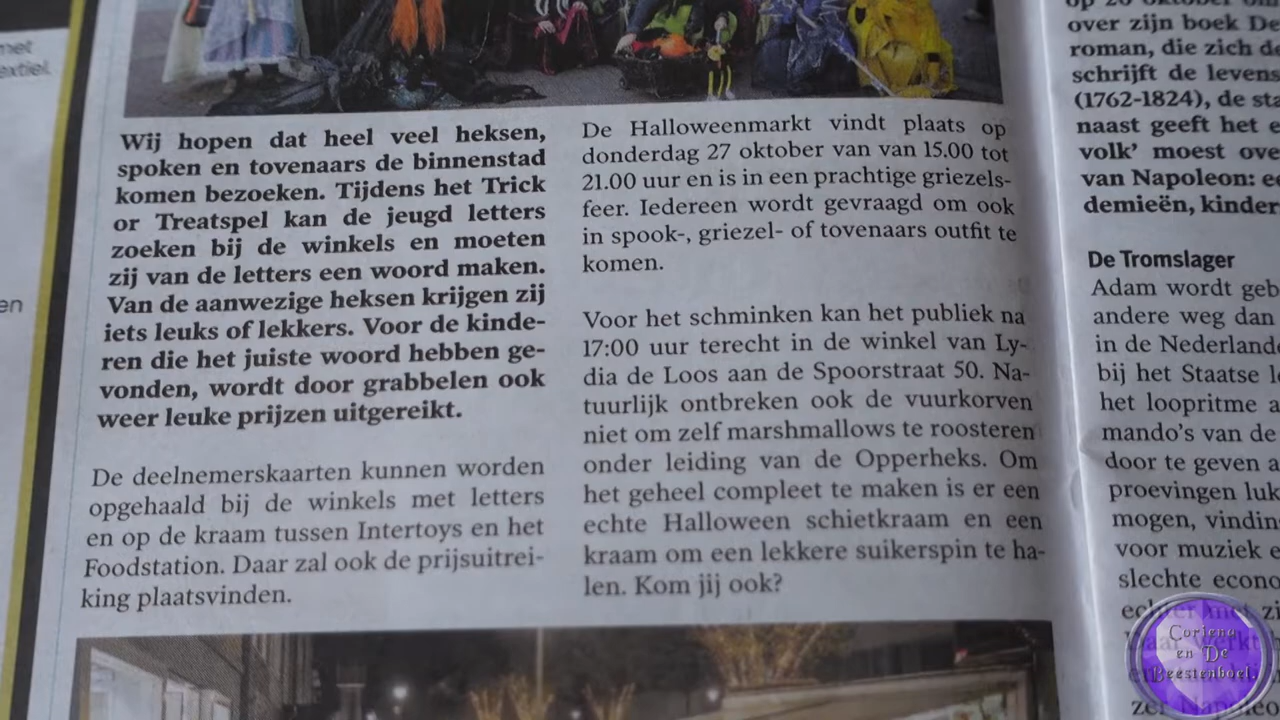 met
extiel.
en
Wij hopen dat heel veel heksen,
spoken en tovenaars de binnenstad
komen bezoeken. Tijdens het Trick
or Treatspel kan de jeugd letters
zoeken bij de winkels en moeten
zij van de letters een woord maken.
Van de aanwezige heksen krijgen zij
iets leuks of lekkers. Voor de kinde-
ren die het juiste woord hebben ge-
vonden, wordt door grabbelen ook
weer leuke prijzen uitgereikt.
De deelnemerskaarten kunnen worden
opgehaald bij de winkels met letters
en op de kraam tussen Intertoys en het
Foodstation. Daar zal ook de prijsuitrei-
king plaatsvinden.
De Halloweenmarkt vindt plaats op
donderdag 27 oktober van van 15.00 tot
21.00 uur en is in een prachtige griezels-
feer. Iedereen wordt gevraagd om ook
in spook-, griezel- of tovenaars outfit te
komen.
Voor het schminken kan het publiek na
17:00 uur terecht in de winkel van Ly-
dia de Loos aan de Spoorstraat 50. Na-
tuurlijk ontbreken ook de vuurkorven
niet om zelf marshmallows te roosteren
onder leiding van de Opperheks. Om
het geheel compleet te maken is er een
echte Halloween schietkraam en een
kraam om een lekkere suikerspin te ha-
len. Kom jij ook?
over zijn boek De
roman, die zich
schrijft de levens
(1762-1824), de
naast geeft het
volk' moest
van Napoleon:
demieën, kinder
De Tromslager
Adam wordt geb
andere weg dan
in de Nederland
bij het Staatse
het loopritme a
mando's van de
door te geven a
proevingen luk
mogen, vindin
voor muziek e
slechte econo
Coriena
en De
Beestenboel.